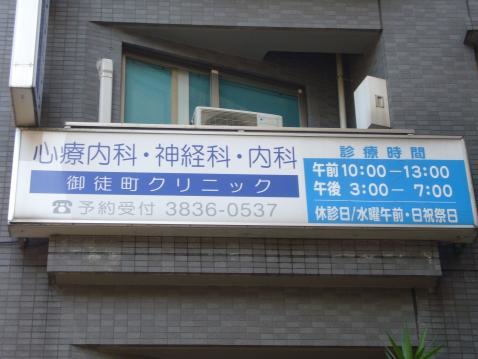 心療内科・神経科・内科
御徒町クリニック
☎予約受付 3836-0537
診療時間
午前10:00-13:00
午後 3:00- 7:00
休診日/水曜午前・日祝祭日